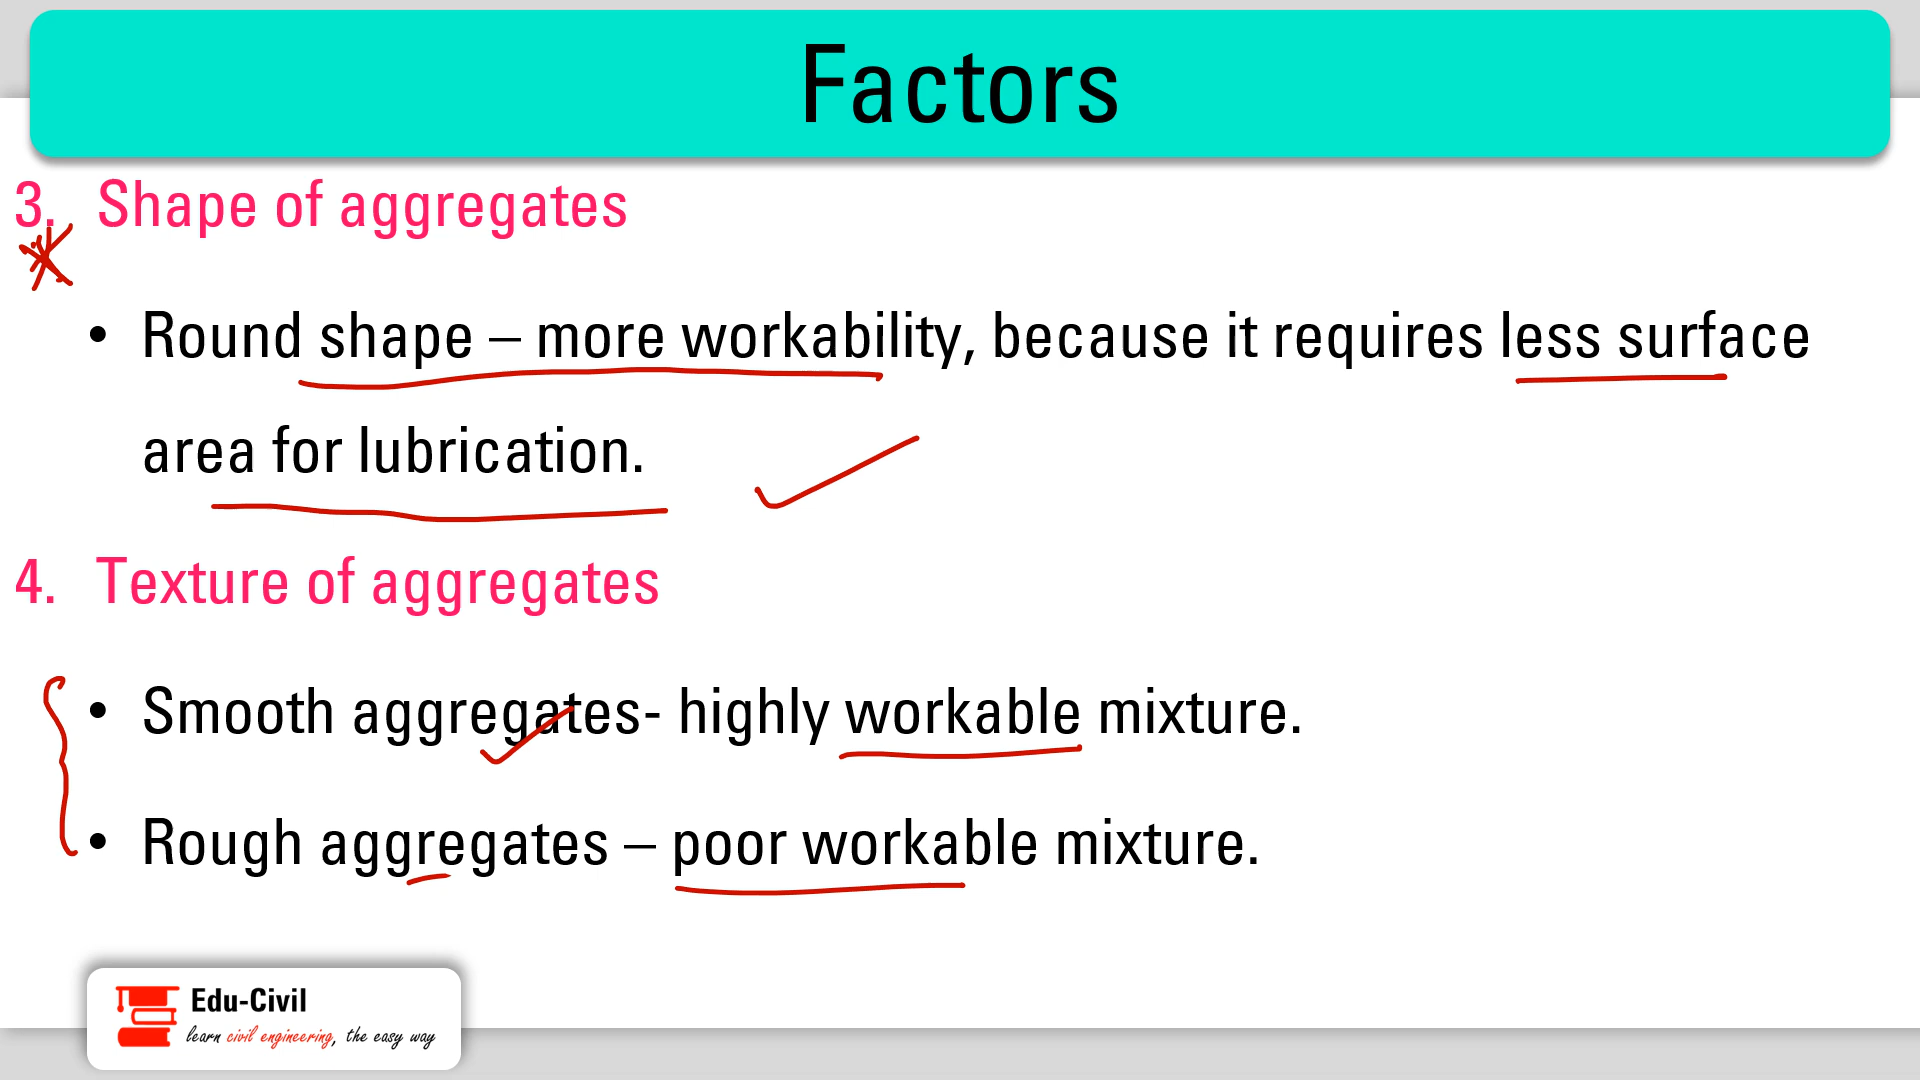 Factors
3. Shape of aggregates
• Round shape – more workability, because it requires less surface
area for lubrication.
4. Texture of aggregates
• Smooth aggregates- highly workable mixture.
• Rough aggregates – poor workable mixture.
Edu-Civil
learn civil engineering, the easy way